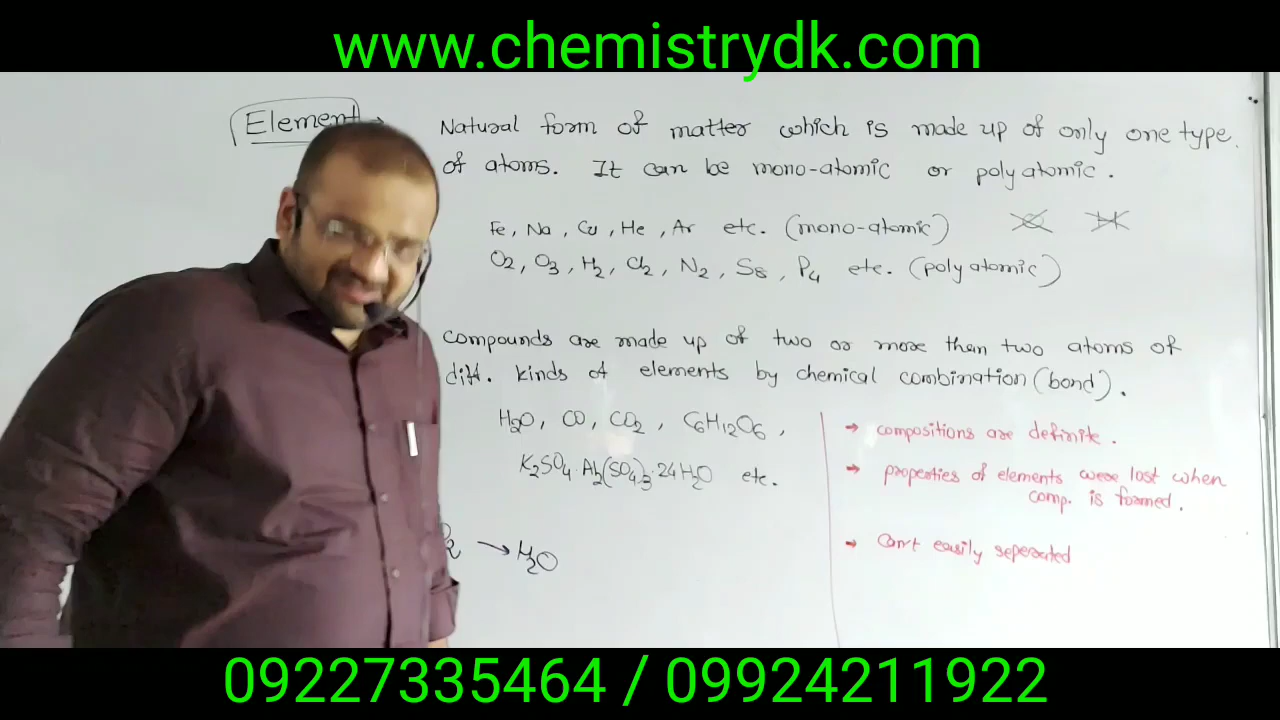 www.chemistrydk.com
Element →
Natural form of matter which is made up of only one type.
of atoms. It can be mono-atomic or polyatomic.
Fe, Na, Cu, He, Ar etc. (mono-atomic)
O2, O3, H2, Cl2, N2, S8, P4 etc. (polyatomic)
compounds are made up of two or more then two atoms of
diff. kinds of elements by chemical combination (bond).
H2O, CO, CO2, C6H12O6,
K2SO4·Al2(SO4)3·24H2O etc.
→ H2O
→ compositions are definite.
→ properties of elements were lost when
comp. is formed.
→ can't easily seperated
09227335464 / 09924211922